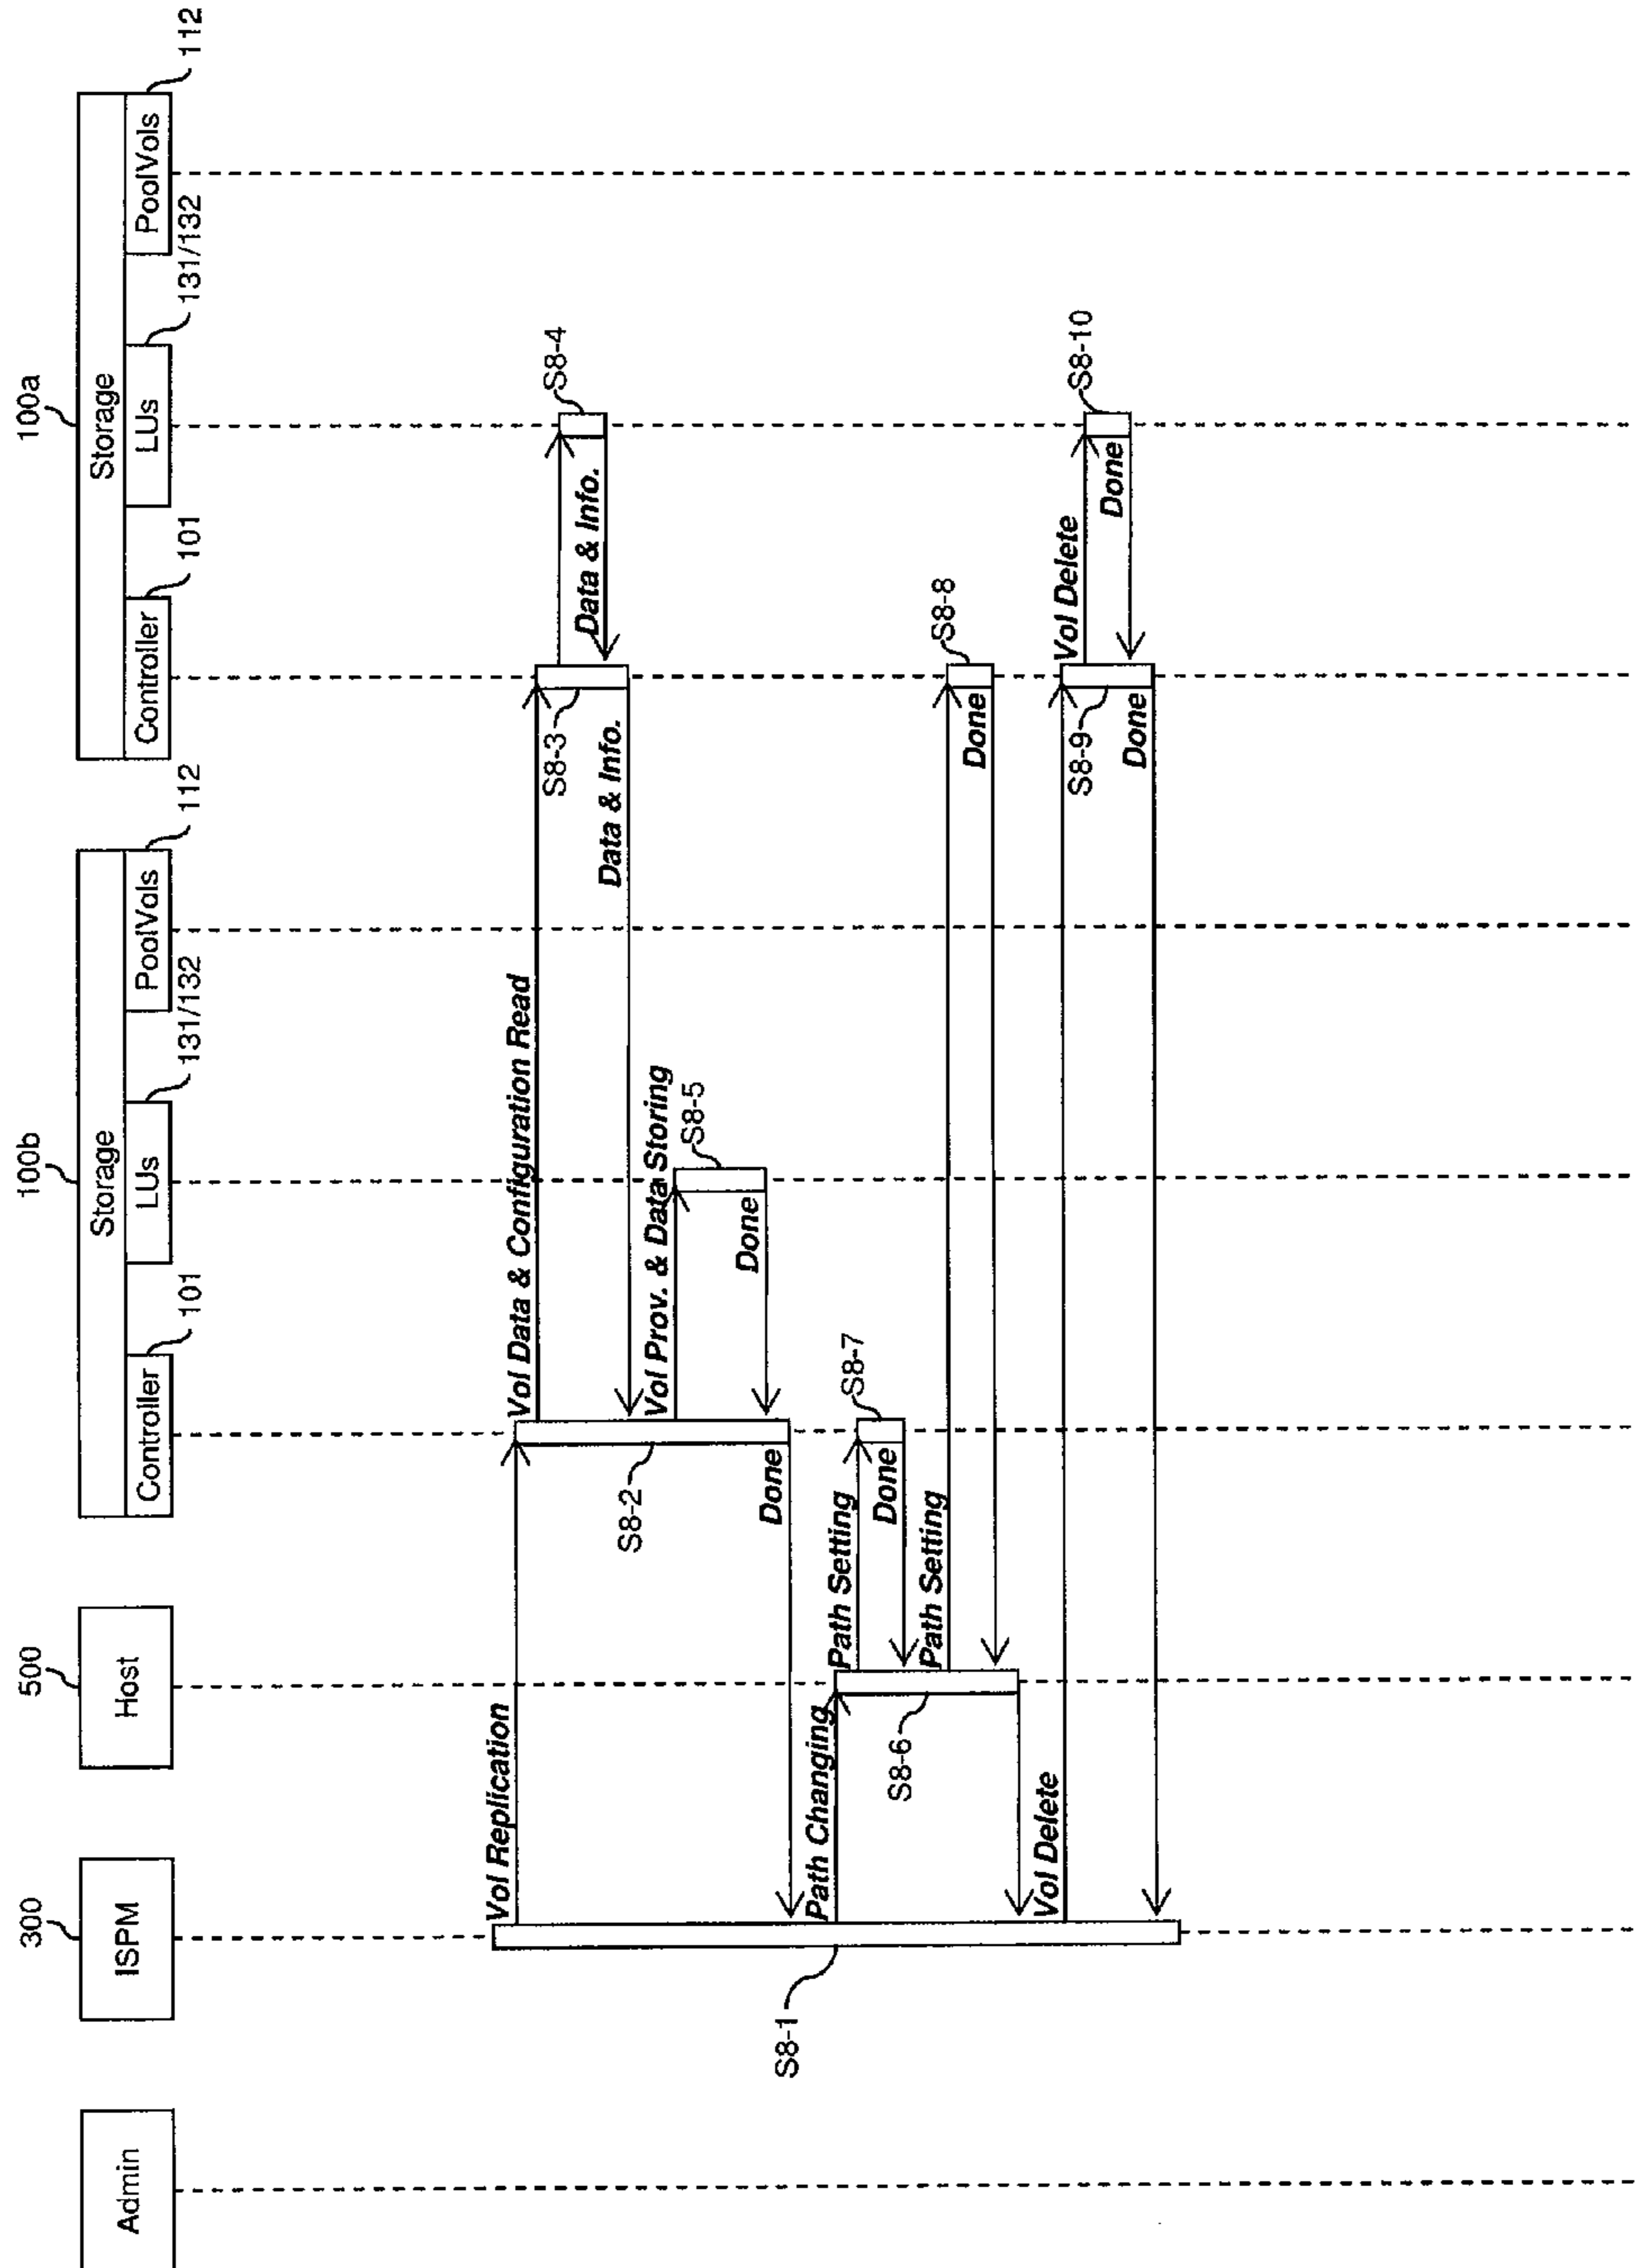 300
500
100b
100a
Admin
ISPM
Host
Storage
Storage
Controller
LUs
PoolVols
Controller
LUs
PoolVols
101
131/132
112
101
131/132
112
Vol Replication
Vol Data & Configuration Read
S8-4
S8-3
Data & Info.
Data & Info.
S8-2
Vol Prov. & Data Storing
S8-5
Done
Done
S8-1
Path Changing
Path Setting
S8-7
Done
S8-6
Path Setting
S8-8
Done
Vol Delete
Vol Delete
S8-10
S8-9
Done
Done